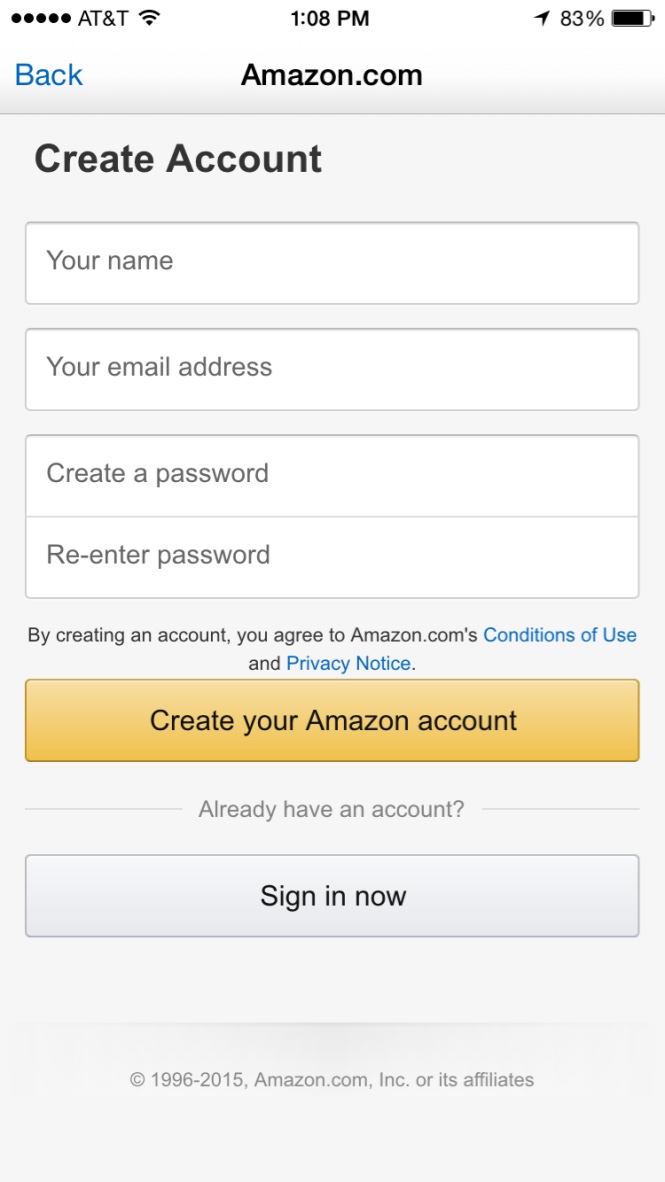 AT&T 1:08 PM 83%
Back Amazon.com
Create Account
Your name
Your email address
Create a password
Re-enter password
By creating an account, you agree to Amazon.com's Conditions of Use
and Privacy Notice.
Create your Amazon account
Already have an account?
Sign in now
© 1996-2015, Amazon.com, Inc. or its affiliates